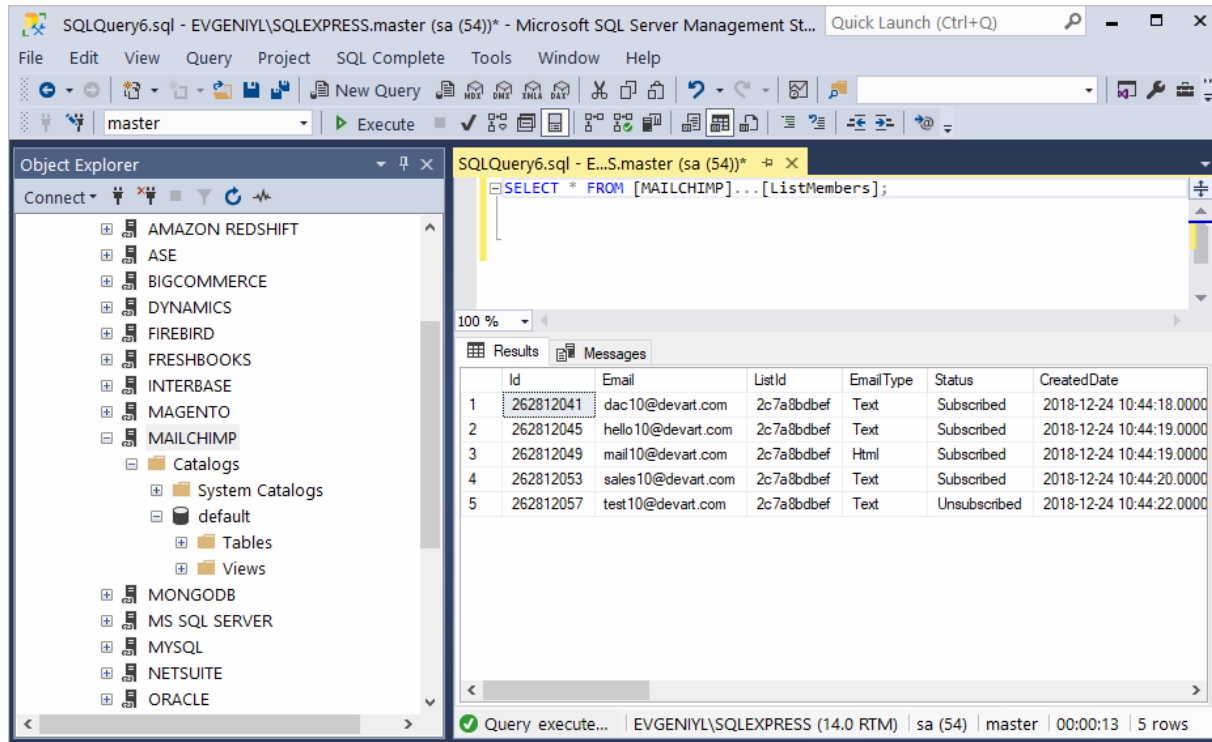 SQLQuery6.sql - EVGENIYL\SQLEXPRESS.master (sa (54))* - Microsoft SQL Server Management St...
Quick Launch (Ctrl+Q)
File Edit View Query Project SQL Complete Tools Window Help
New Query MDX DMX XMLA DAX
master Execute
Object Explorer
Connect
AMAZON REDSHIFT
ASE
BIGCOMMERCE
DYNAMICS
FIREBIRD
FRESHBOOKS
INTERBASE
MAGENTO
MAILCHIMP
Catalogs
System Catalogs
default
Tables
Views
MONGODB
MS SQL SERVER
MYSQL
NETSUITE
ORACLE
SQLQuery6.sql - E...S.master (sa (54))*
SELECT * FROM [MAILCHIMP]...[ListMembers];
100 %
Results Messages
Id Email ListId EmailType Status CreatedDate
1 262812041 dac10@devart.com 2c7a8bdbef Text Subscribed 2018-12-24 10:44:18.0000
2 262812045 hello10@devart.com 2c7a8bdbef Text Subscribed 2018-12-24 10:44:19.0000
3 262812049 mail10@devart.com 2c7a8bdbef Html Subscribed 2018-12-24 10:44:19.0000
4 262812053 sales10@devart.com 2c7a8bdbef Text Subscribed 2018-12-24 10:44:20.0000
5 262812057 test10@devart.com 2c7a8bdbef Text Unsubscribed 2018-12-24 10:44:22.0000
Query execute... EVGENIYL\SQLEXPRESS (14.0 RTM) sa (54) master 00:00:13 5 rows